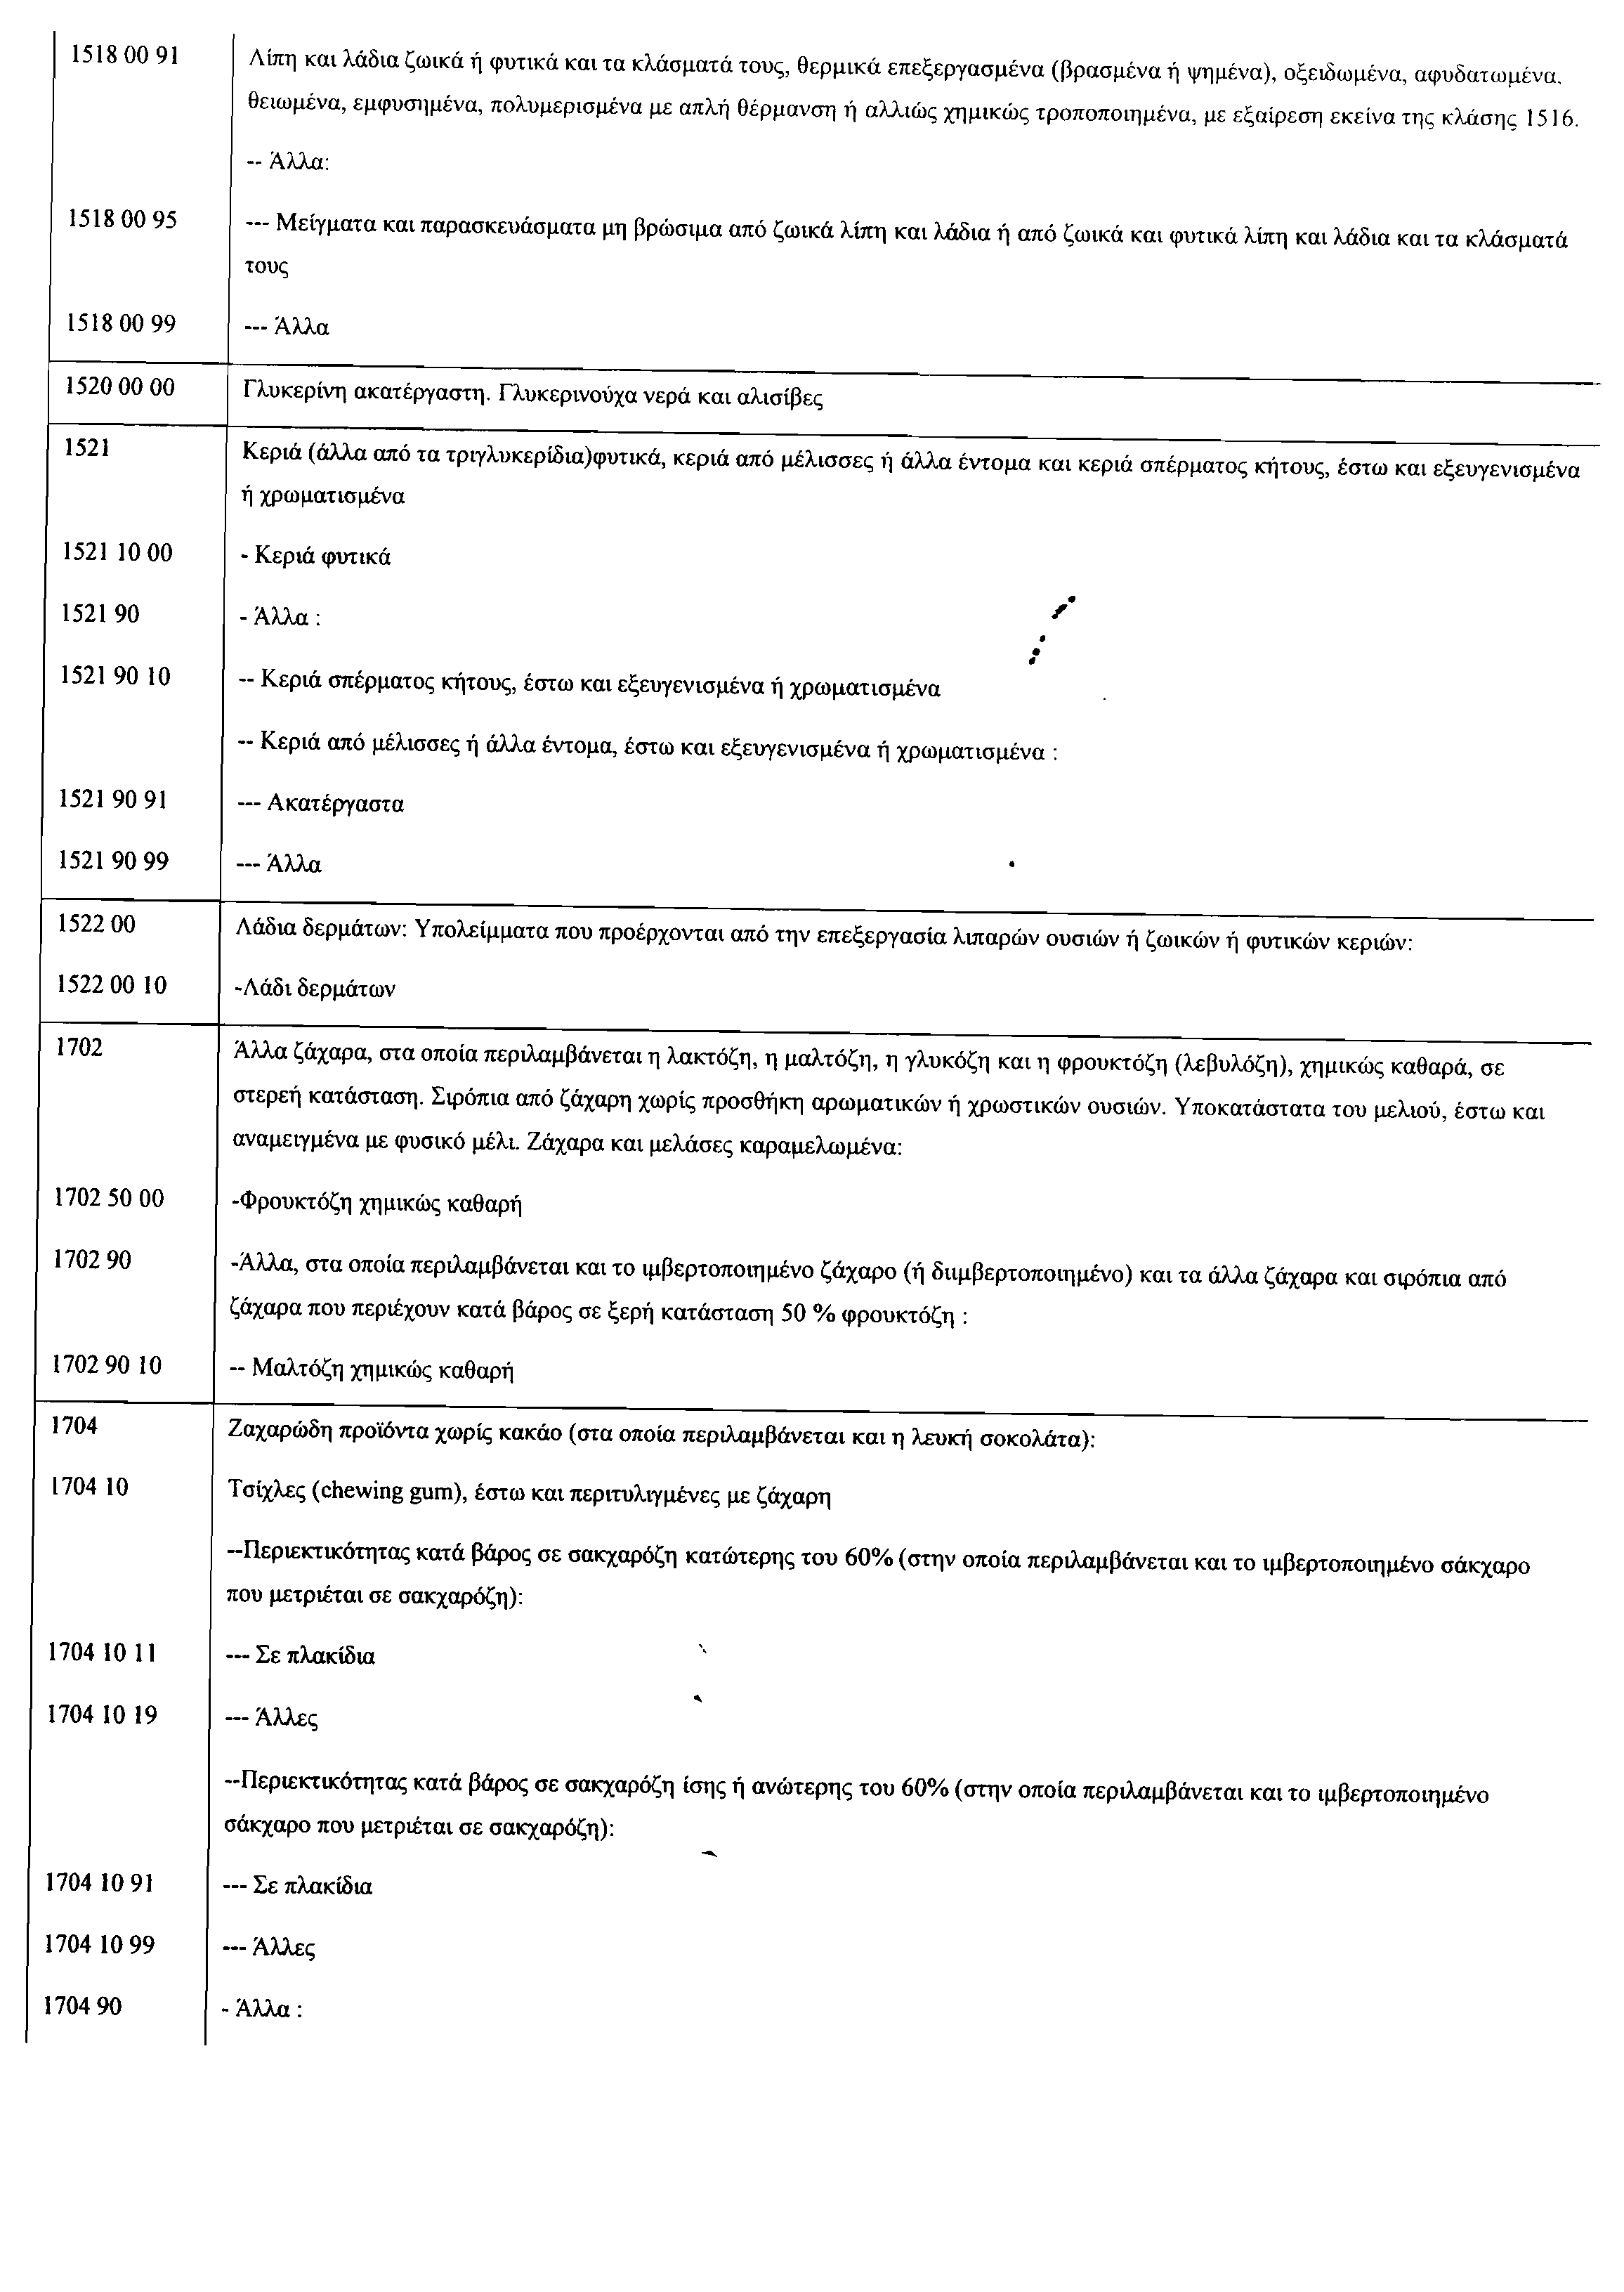 1518 00 91 Λίπη και λάδια ζωικά ή φυτικά και τα κλάσματά τους, θερμικά επεξεργασμένα (βρασμένα ή ψημένα), οξειδωμένα, αφυδατωμένα,
θειωμένα, εμφυσημένα, πολυμερισμένα με απλή θέρμανση ή αλλιώς χημικώς τροποποιημένα, με εξαίρεση εκείνα της κλάσης 1516.
-- Άλλα:
1518 00 95 --- Μείγματα και παρασκευάσματα μη βρώσιμα από ζωικά λίπη και λάδια ή από ζωικά και φυτικά λίπη και λάδια και τα κλάσματά
τους
1518 00 99 --- Άλλα
1520 00 00 Γλυκερίνη ακατέργαστη. Γλυκερινούχα νερά και αλισίβες
1521 Κεριά (άλλα από τα τριγλυκερίδια)φυτικά, κεριά από μέλισσες ή άλλα έντομα και κεριά σπέρματος κήτους, έστω και εξευγενισμένα
ή χρωματισμένα
1521 10 00 - Κεριά φυτικά
1521 90 - Άλλα :
1521 90 10 -- Κεριά σπέρματος κήτους, έστω και εξευγενισμένα ή χρωματισμένα
-- Κεριά από μέλισσες ή άλλα έντομα, έστω και εξευγενισμένα ή χρωματισμένα :
1521 90 91 --- Ακατέργαστα
1521 90 99 --- Άλλα
1522 00 Λάδια δερμάτων: Υπολείμματα που προέρχονται από την επεξεργασία λιπαρών ουσιών ή ζωικών ή φυτικών κεριών:
1522 00 10 -Λάδι δερμάτων
1702 Άλλα ζάχαρα, στα οποία περιλαμβάνεται η λακτόζη, η μαλτόζη, η γλυκόζη και η φρουκτόζη (λεβυλόζη), χημικώς καθαρά, σε
στερεή κατάσταση. Σιρόπια από ζάχαρη χωρίς προσθήκη αρωματικών ή χρωστικών ουσιών. Υποκατάστατα του μελιού, έστω και
αναμειγμένα με φυσικό μέλι. Ζάχαρα και μελάσες καραμελωμένα:
1702 50 00 -Φρουκτόζη χημικώς καθαρή
1702 90 -Άλλα, στα οποία περιλαμβάνεται και το ιμβερτοποιημένο ζάχαρο (ή διιμβερτοποιημένο) και τα άλλα ζάχαρα και σιρόπια από
ζάχαρα που περιέχουν κατά βάρος σε ξερή κατάσταση 50 % φρουκτόζη :
1702 90 10 -- Μαλτόζη χημικώς καθαρή
1704 Ζαχαρώδη προϊόντα χωρίς κακάο (στα οποία περιλαμβάνεται και η λευκή σοκολάτα):
1704 10 Τσίχλες (chewing gum), έστω και περιτυλιγμένες με ζάχαρη
--Περιεκτικότητας κατά βάρος σε σακχαρόζη κατώτερης του 60% (στην οποία περιλαμβάνεται και το ιμβερτοποιημένο σάκχαρο
που μετριέται σε σακχαρόζη):
1704 10 11 --- Σε πλακίδια
1704 10 19 --- Άλλες
--Περιεκτικότητας κατά βάρος σε σακχαρόζη ίσης ή ανώτερης του 60% (στην οποία περιλαμβάνεται και το ιμβερτοποιημένο
σάκχαρο που μετριέται σε σακχαρόζη):
1704 10 91 --- Σε πλακίδια
1704 10 99 --- Άλλες
1704 90 - Άλλα :